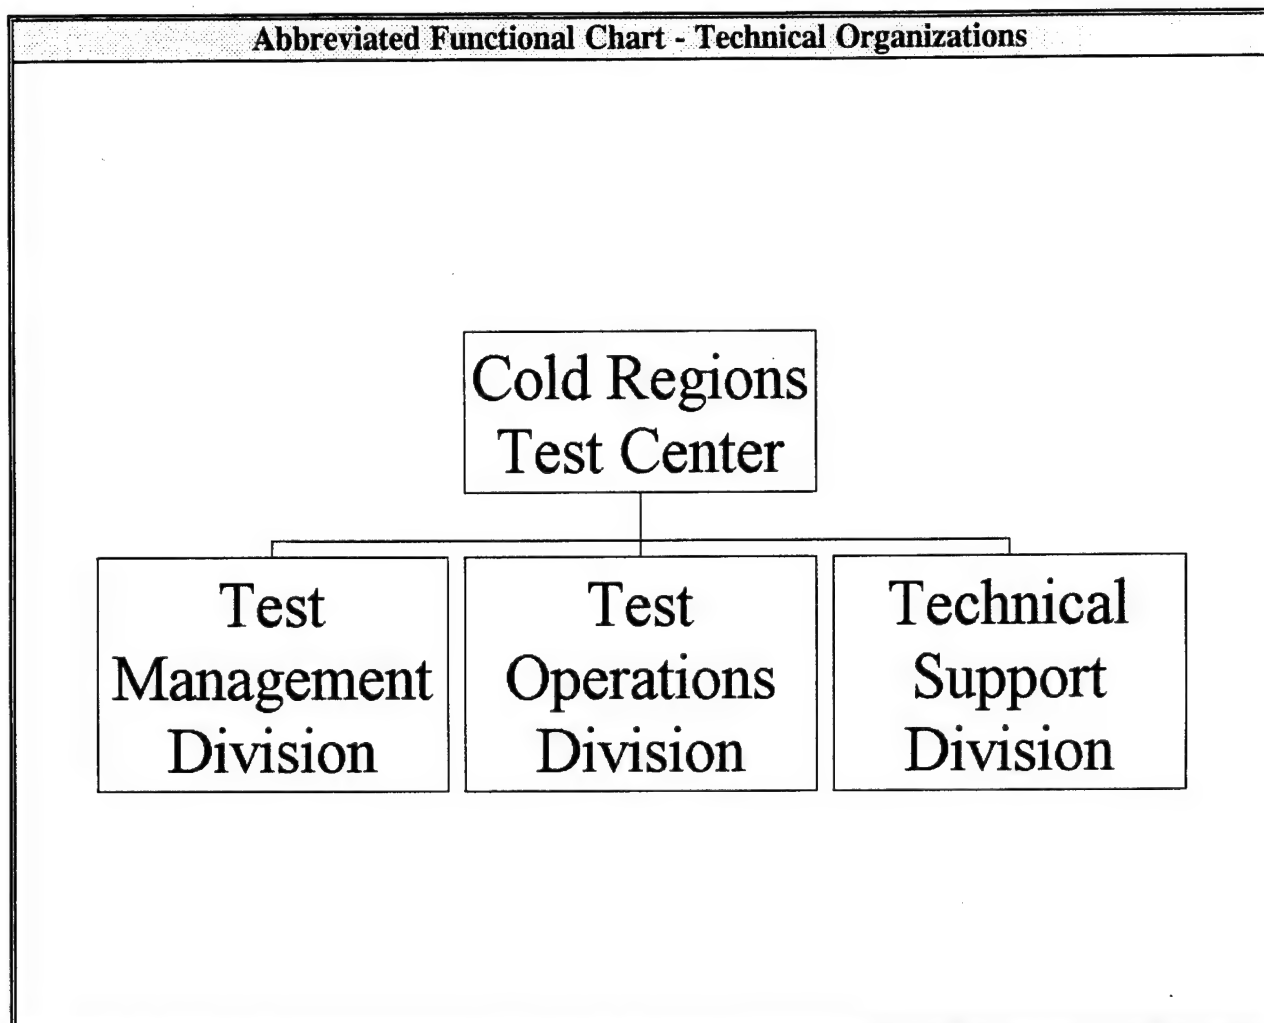 Abbreviated Functional Chart - Technical Organizations
Cold Regions
Test Center
Test
Management
Division
Test
Operations
Division
Technical
Support
Division